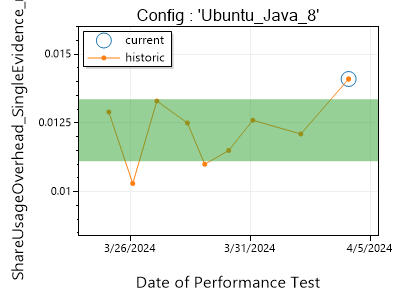 Config : 'Ubuntu_Java_8'
ShareUsageOverhead_SingleEvidence_
current
historic
0.015
0.0125
0.01
3/26/2024
3/31/2024
4/5/2024
Date of Performance Test